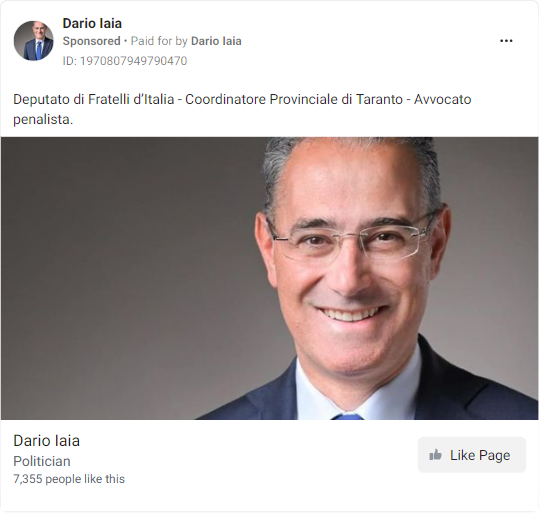 Dario Iaia
Sponsored • Paid for by Dario Iaia
ID: 1970807949790470
Deputato di Fratelli d'Italia - Coordinatore Provinciale di Taranto - Avvocato
penalista.
Dario Iaia
Politician
7,355 people like this
Like Page